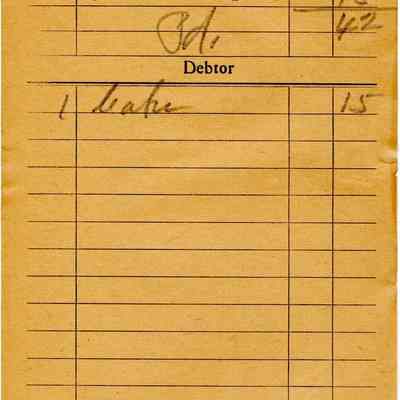 42
Pd.
Debtor
1 Cake 15